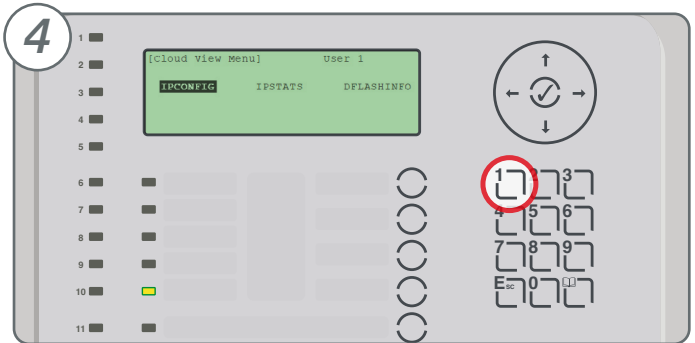 4
1
2
3
4
5
6
7
8
9
10
11
[Cloud View Menu] User 1
IPCONFIG IPSTATS DFLASHINFO
1 2 3
4 5 6
7 8 9
Esc 0